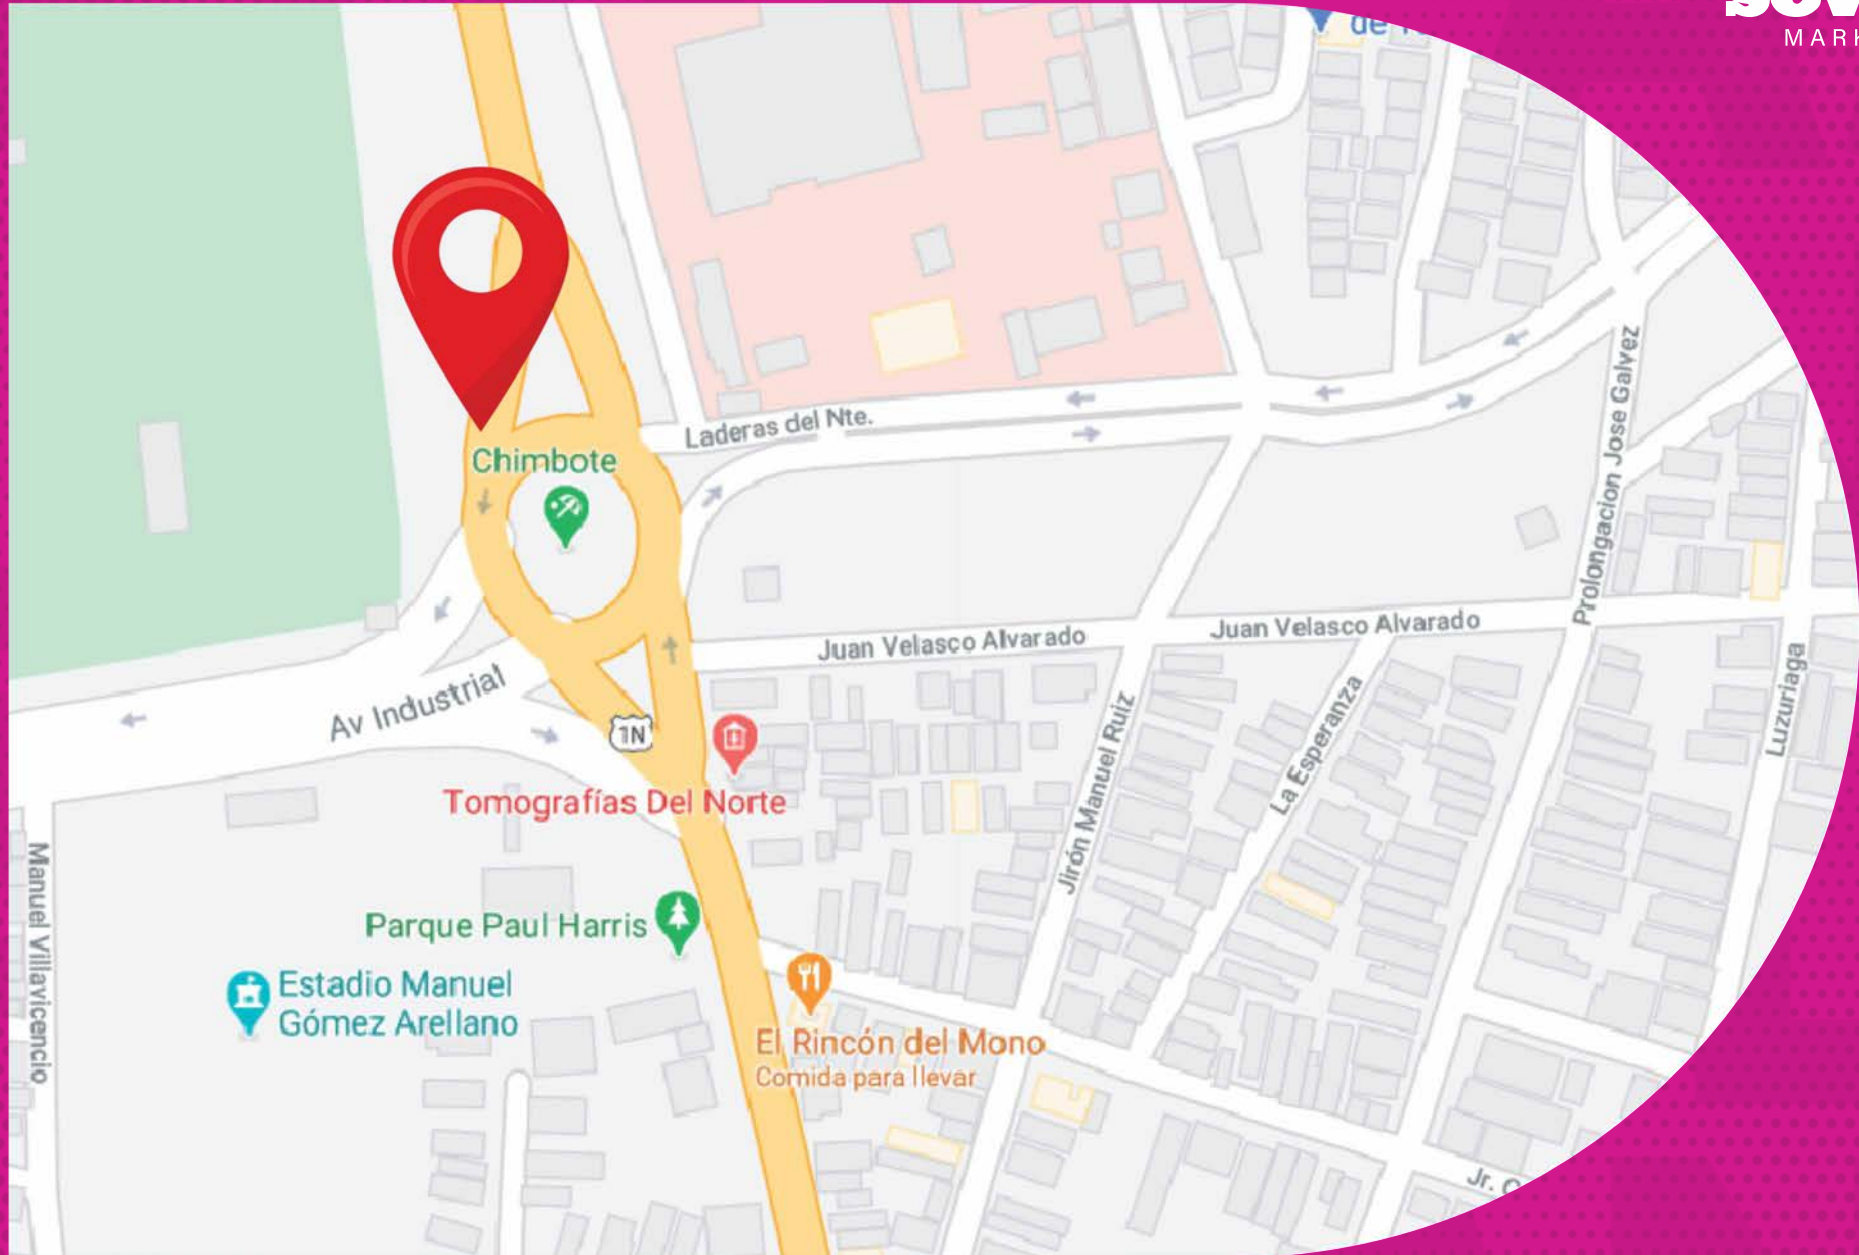 MARK
de
Laderas del Nte.
Chimbote
Prolongacion Jose Galvez
Juan Velasco Alvarado
Juan Velasco Alvarado
Av Industrial
1N
Luzuriaga
Jirón Manuel Ruiz
La Esperanza
Tomografías Del Norte
Manuel Villavicencio
Parque Paul Harris
Estadio Manuel
Gómez Arellano
El Rincón del Mono
Comida para llevar
Jr.